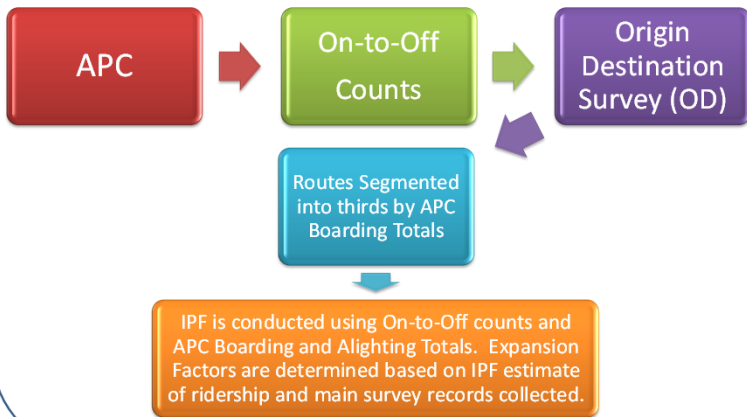 APC
On-to-Off
Counts
Origin
Destination
Survey (OD)
Routes Segmented
into thirds by APC
Boarding Totals
IPF is conducted using On-to-Off counts and
APC Boarding and Alighting Totals.  Expansion
Factors are determined based on IPF estimate
of ridership and main survey records collected.